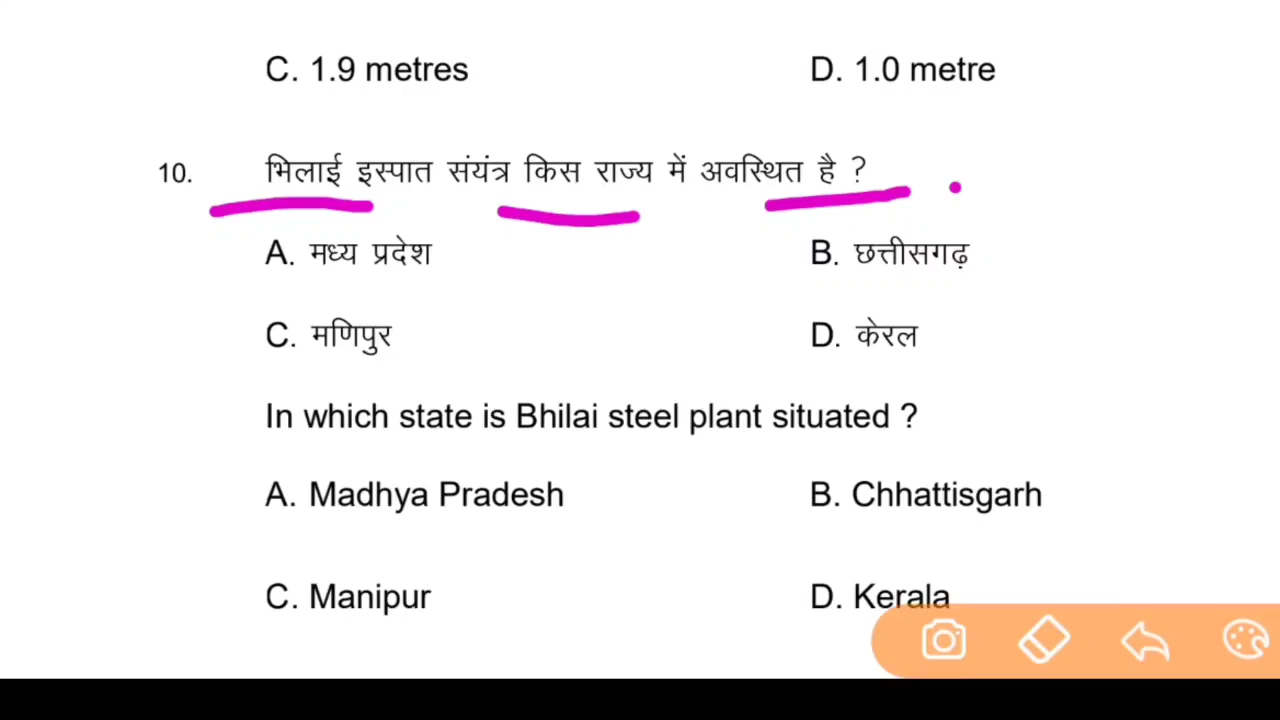 C. 1.9 metres D. 1.0 metre
10. भिलाई इस्पात संयंत्र किस राज्य में अवस्थित है ?
A. मध्य प्रदेश B. छत्तीसगढ़
C. मणिपुर D. केरल
In which state is Bhilai steel plant situated ?
A. Madhya Pradesh B. Chhattisgarh
C. Manipur D. Kerala